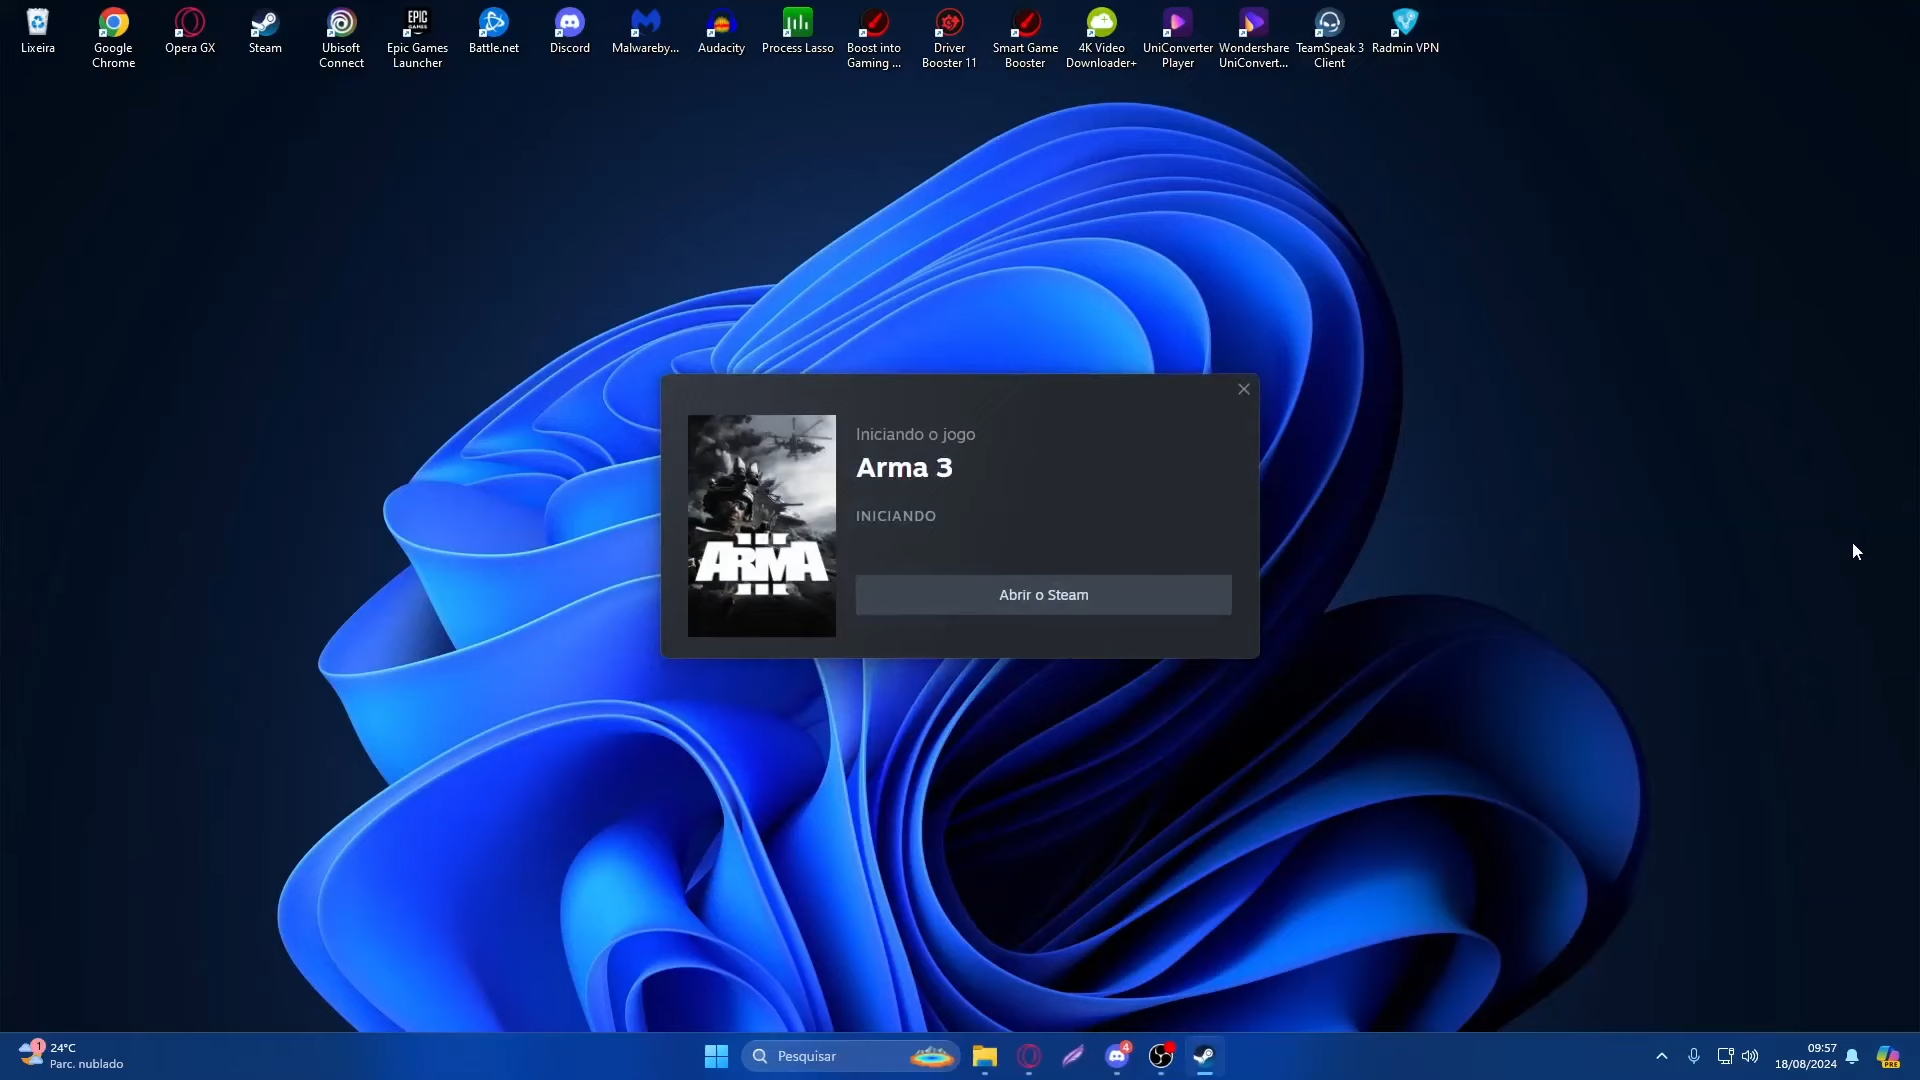 Lixeira
Google
Chrome
Opera GX
Steam
Ubisoft
Connect
EPIC
GAMES
Epic Games
Launcher
Battle.net
Discord
Malwareby...
Audacity
Process Lasso
Boost into
Gaming ...
Driver
Booster 11
Smart Game
Booster
4K Video
Downloader+
UniConverter
Player
Wondershare
UniConvert...
TeamSpeak 3
Client
Radmin VPN
Iniciando o jogo
Arma 3
INICIANDO
ARMA
III
Abrir o Steam
1
24°C
Parc. nublado
Pesquisar
4
09:57
18/08/2024
PRE